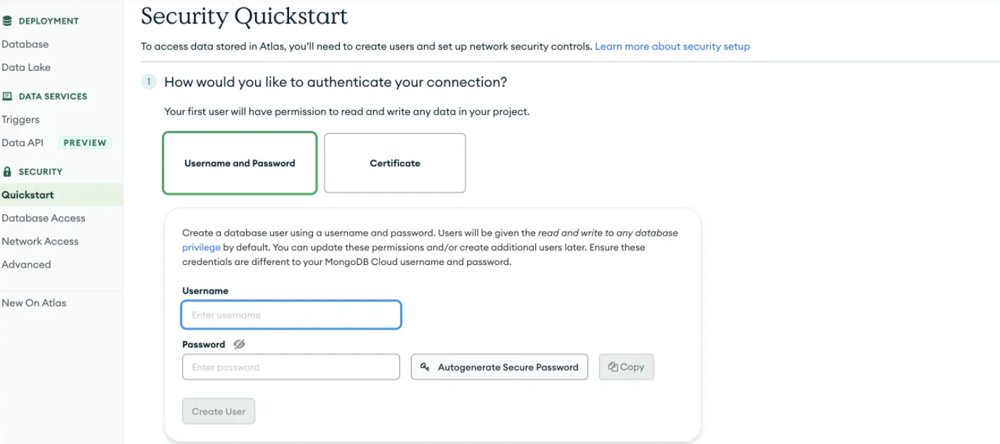 DEPLOYMENT
Database
Data Lake
DATA SERVICES
Triggers
Data API PREVIEW
SECURITY
Quickstart
Database Access
Network Access
Advanced
New On Atlas
Security Quickstart
To access data stored in Atlas, you'll need to create users and set up network security controls. Learn more about security setup
1 How would you like to authenticate your connection?
Your first user will have permission to read and write any data in your project.
Username and Password
Certificate
Create a database user using a username and password. Users will be given the read and write to any database
privilege by default. You can update these permissions and/or create additional users later. Ensure these
credentials are different to your MongoDB Cloud username and password.
Username
Enter username
Password
Enter password
Autogenerate Secure Password
Copy
Create User